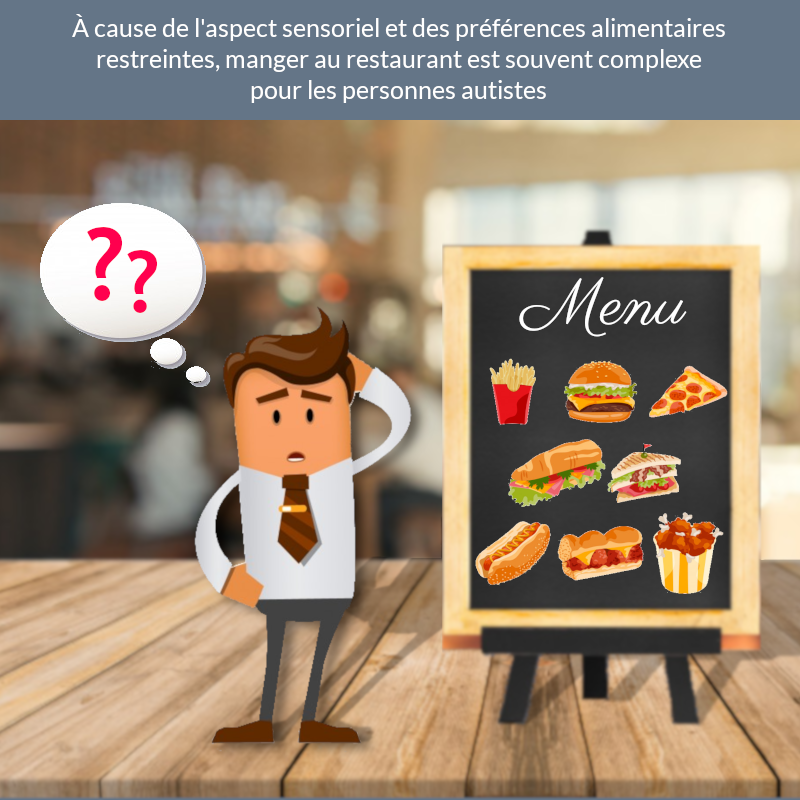 À cause de l'aspect sensoriel et des préférences alimentaires
restreintes, manger au restaurant est souvent complexe
pour les personnes autistes
??
Menu